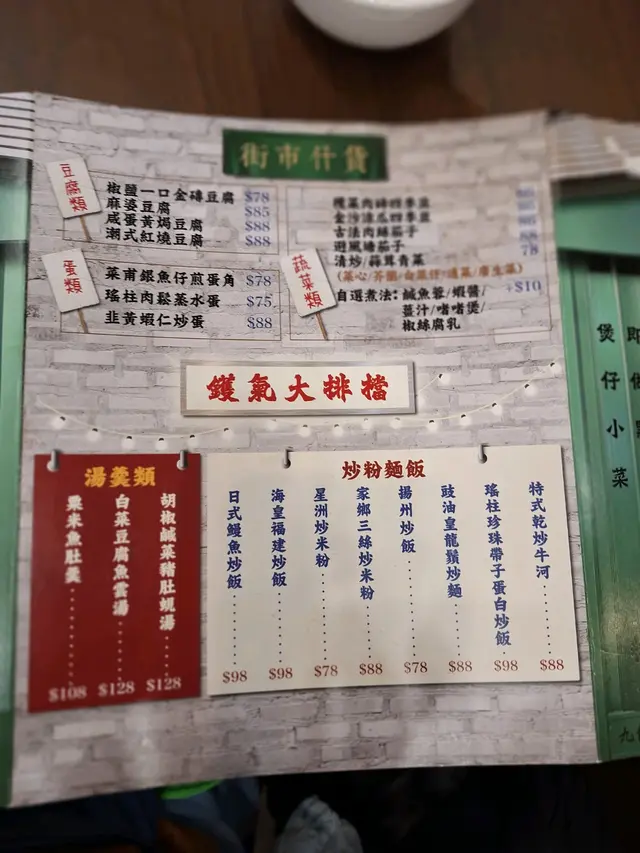 街市什貨
豆腐類
椒鹽一口金磚豆腐 $78
麻婆豆腐 $85
咸蛋黃焗豆腐 $88
潮式紅燒豆腐 $88
蛋類
菜甫銀魚仔煎蛋角 $78
瑤柱肉鬆蒸水蛋 $75
韭黃蝦仁炒蛋 $88
蔬菜類
欖菜肉碎四季豆
金沙涼瓜四季豆
古法肉絲茄子
避風塘茄子 88
清炒/蒜茸青菜 78
(菜心/芥蘭/白菜仔/通菜/唐生菜)
自選煮法: 鹹魚蓉/蝦醬/ +$10
薑汁/啫啫煲/
椒絲腐乳
鑊氣大排檔
湯羹類
胡椒鹹菜豬肚蜆湯 $128
白菜豆腐魚雲湯 $128
粟米魚肚羹 $108
炒粉麵飯
特式乾炒牛河 $88
瑤柱珍珠帶子蛋白炒飯 $98
豉油皇龍鬚炒麵 $88
揚州炒飯 $78
家鄉三絲炒米粉 $88
星洲炒米粉 $78
海皇福建炒飯 $98
日式鰻魚炒飯 $98
煲仔小菜